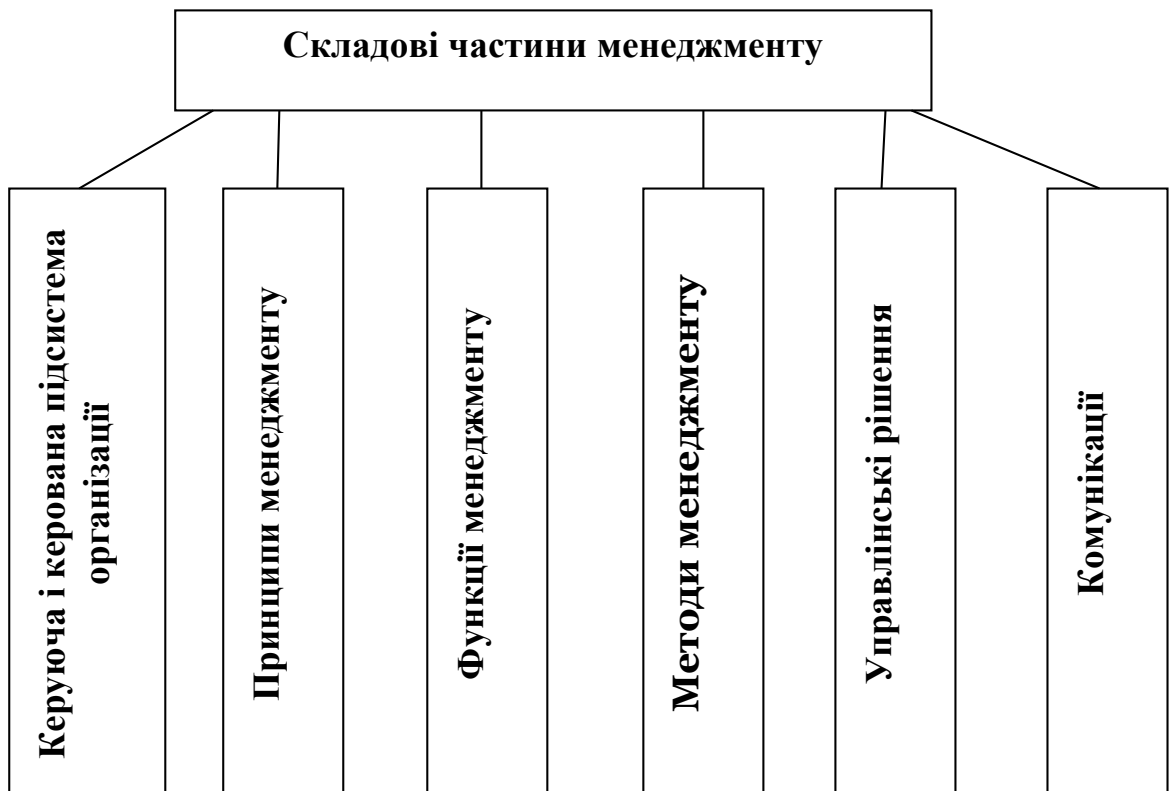 Складові частини менеджменту
Керуюча і керована підсистема
організації
Принципи менеджменту
Функції менеджменту
Методи менеджменту
Управлінські рішення
Комунікації